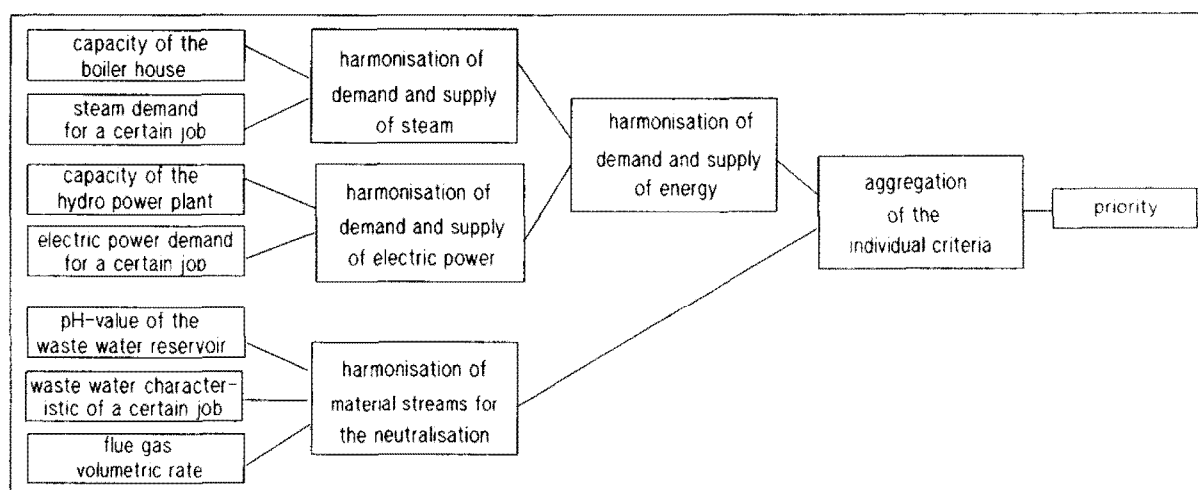 capacity of the
boiler house
steam demand
for a certain job
harmonisation of
demand and supply
of steam
capacity of the
hydro power plant
electric power demand
for a certain job
harmonisation of
demand and supply
of electric power
harmonisation of
demand and supply
of energy
pH-value of the
waste water reservoir
waste water character-
istic of a certain job
flue gas
volumetric rate
harmonisation of
material streams for
the neutralisation
aggregation
of the
individual criteria
priority